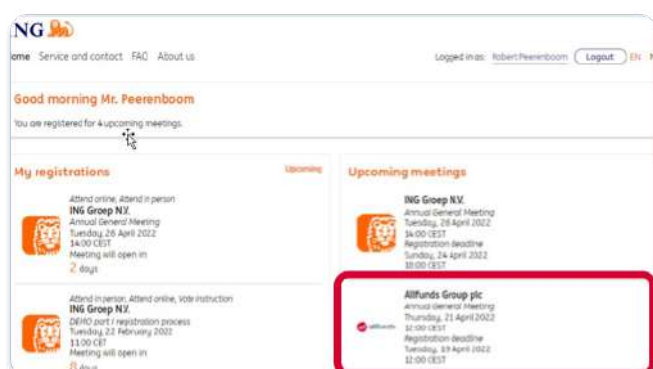 NG
ome Service and contact FAQ About us
Logged in as: Robert Peerenboom Logout EN
Good morning Mr. Peerenboom
You are registered for 4 upcoming meetings.
My registrations
Upcoming
Attend online, Attend in person
ING Groep N.V.
Annual General Meeting
Tuesday, 26 April 2022
14:00 CEST
Meeting will open in:
2 days
Attend in person, Attend online, Vote instruction
ING Groep N.V.
DEMO part I registration process
Tuesday, 22 February 2022
11:00 CET
Meeting will open in:
8 days
Upcoming meetings
ING Groep N.V.
Annual General Meeting
Tuesday, 26 April 2022
14:00 CEST
Registration deadline
Sunday, 24 April 2022
18:00 CEST
allfunds
Allfunds Group plc
Annual General Meeting
Thursday, 21 April 2022
12:00 CEST
Registration deadline
Tuesday, 19 April 2022
12:00 CEST